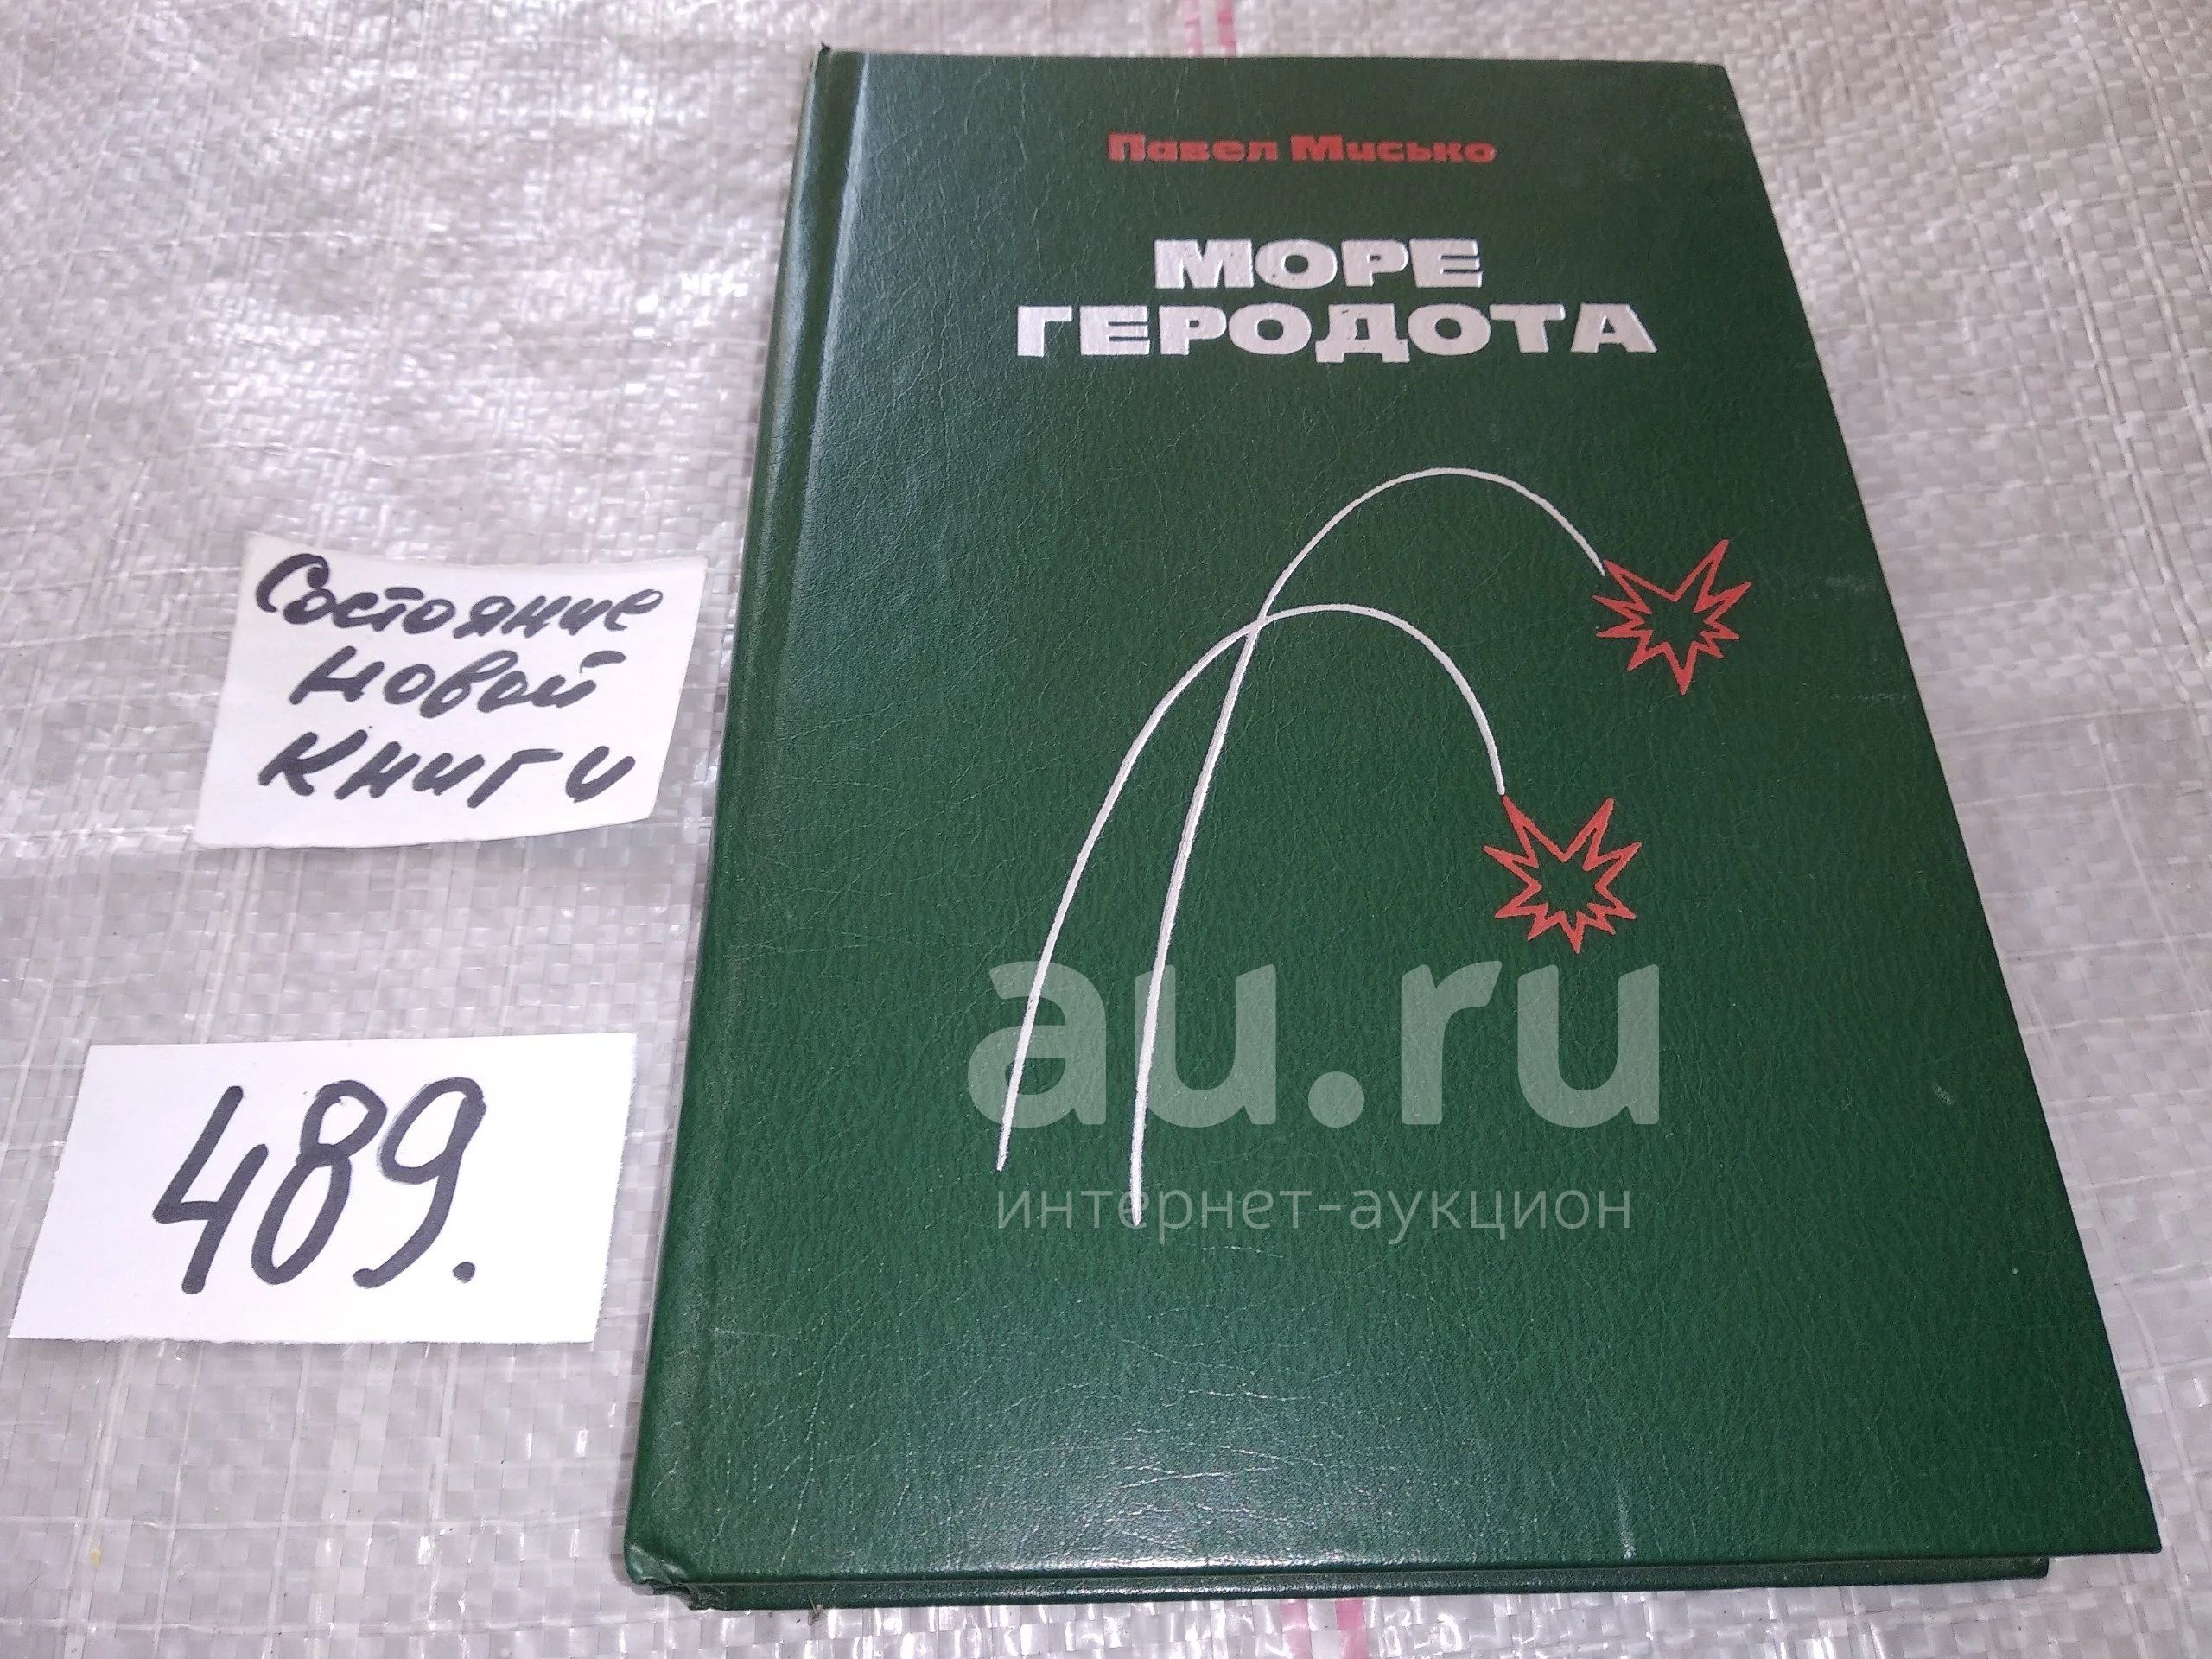 Павел Мисько
МОРЕ
ГЕРОДОТА
Состояние
новой
книги
489.
au.ru
интернет-аукцион